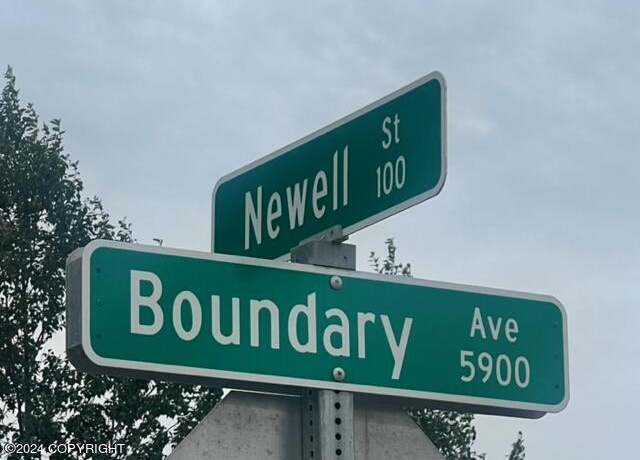 Newell St
100
Boundary Ave
5900
©2024 COPYRIGHT